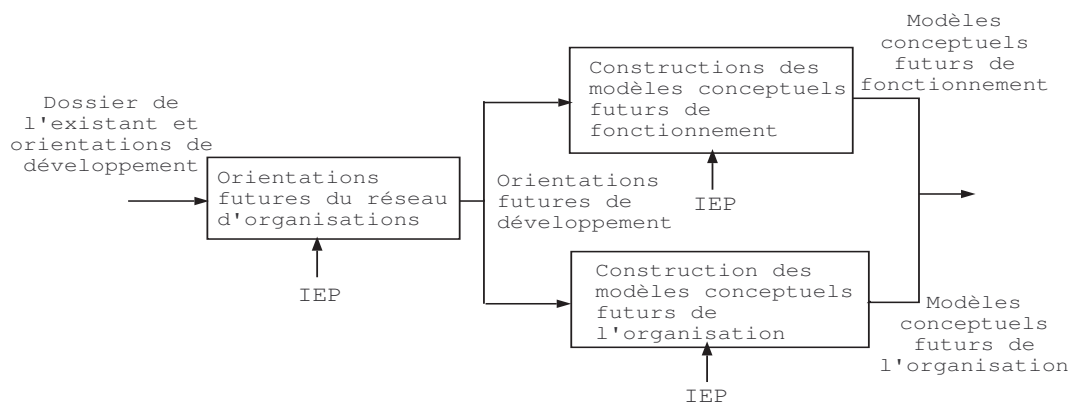 Dossier de
l'existant et
orientations de
développement
Orientations
futures du réseau
d'organisations
IEP
Orientations
futures de
développement
Constructions des
modèles conceptuels
futurs de
fonctionnement
IEP
Modèles
conceptuels
futurs de
fonctionnement
Construction des
modèles conceptuels
futurs de
l'organisation
IEP
Modèles
conceptuels
futurs de
l'organisation